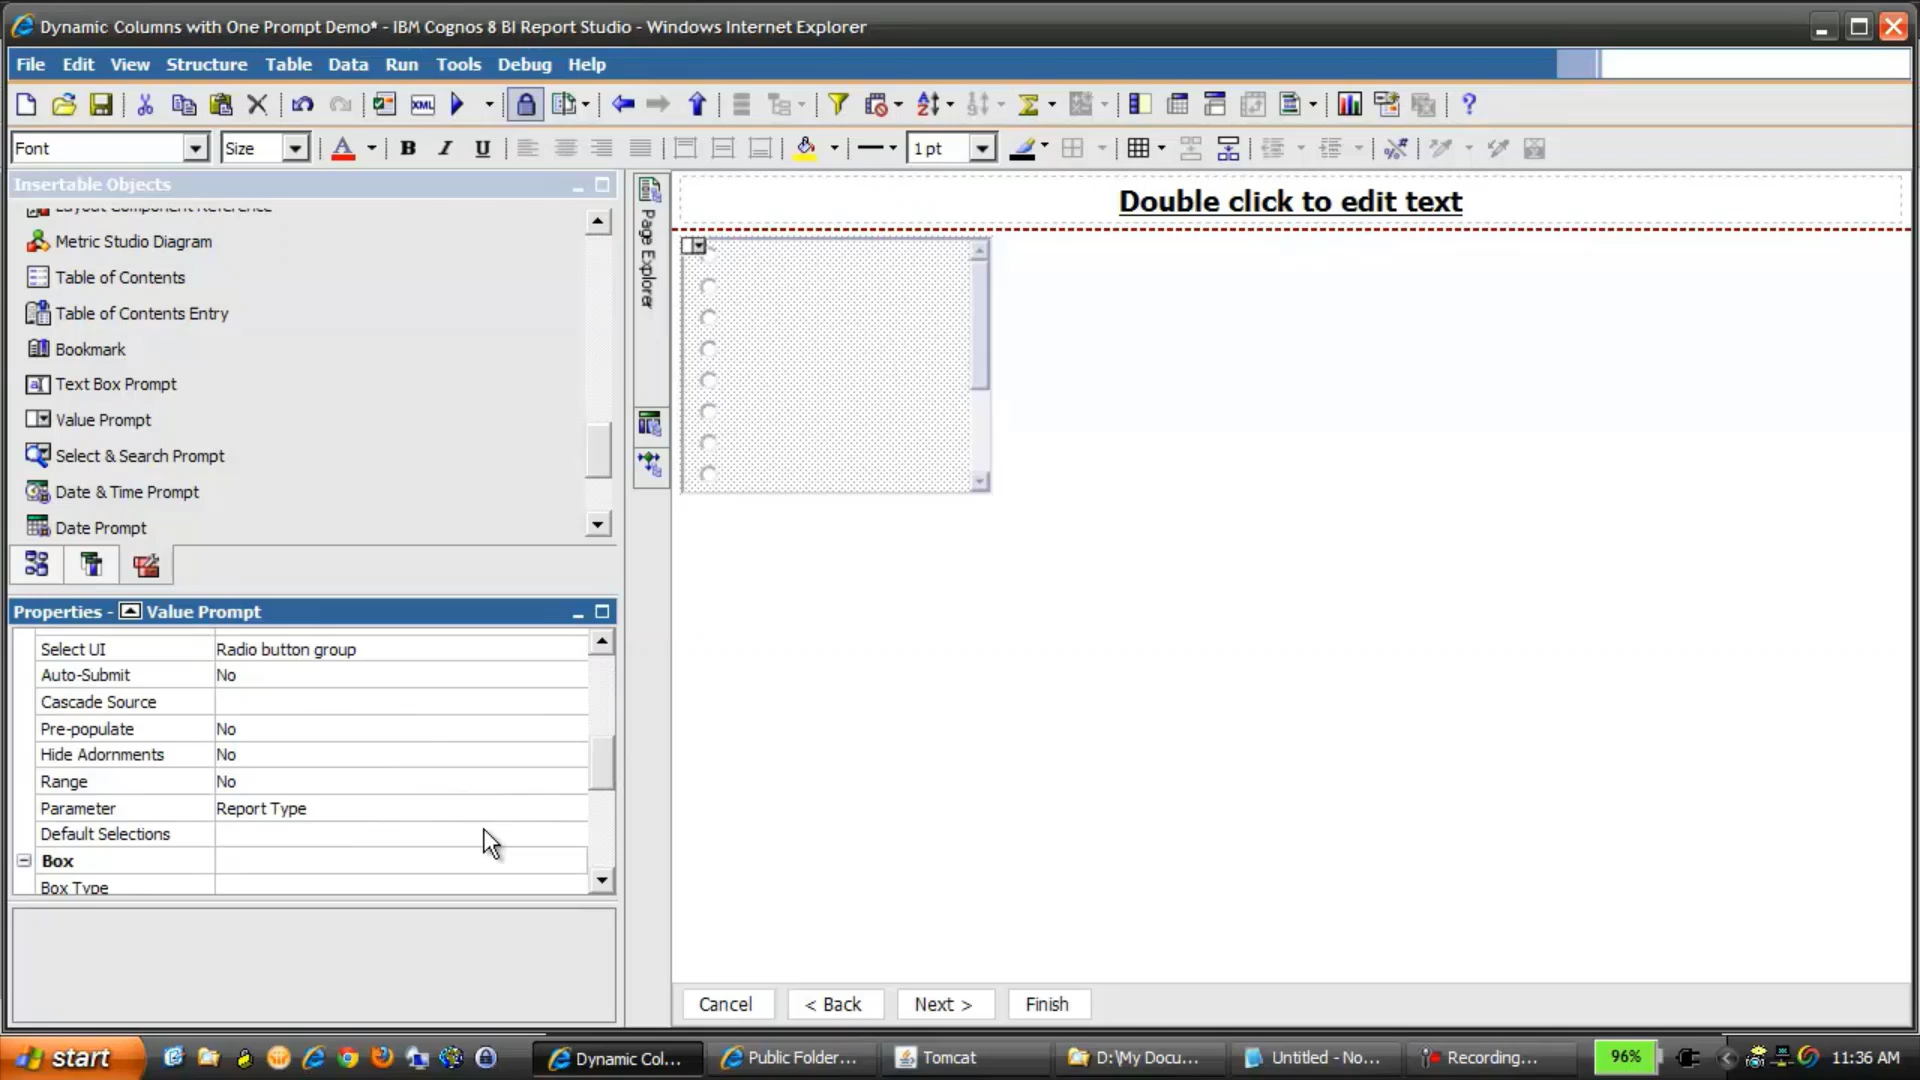 Dynamic Columns with One Prompt Demo* - IBM Cognos 8 BI Report Studio - Windows Internet Explorer
File Edit View Structure Table Data Run Tools Debug Help
XML
Font Size A B I U 1 pt
Insertable Objects
Layout Component Reference
Metric Studio Diagram
Table of Contents
Table of Contents Entry
Bookmark
Text Box Prompt
Value Prompt
Select & Search Prompt
Date & Time Prompt
Date Prompt
Page Explorer
Double click to edit text
Properties - Value Prompt
Select UI Radio button group
Auto-Submit No
Cascade Source
Pre-populate No
Hide Adornments No
Range No
Parameter Report Type
Default Selections
Box
Box Type
Cancel < Back Next > Finish
start Dynamic Col... Public Folder... Tomcat D:\My Docu... Untitled - No... Recording... 96% 11:36 AM